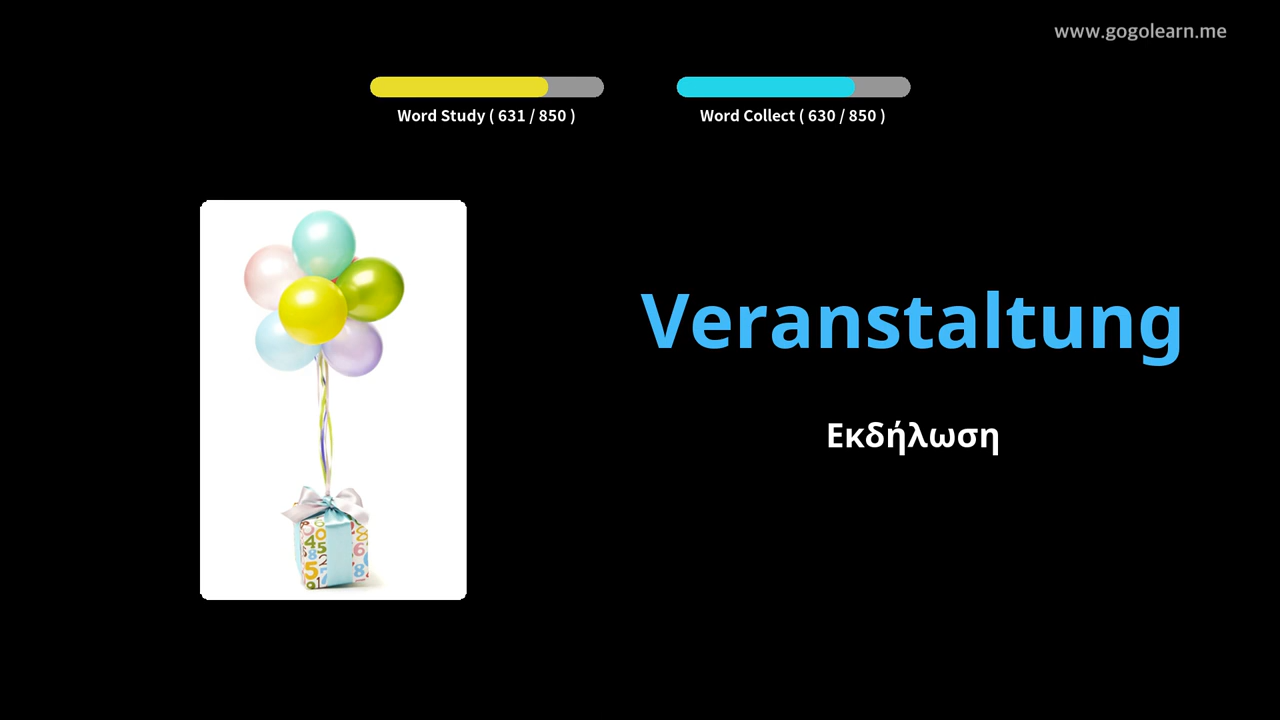 www.gogolearn.me
Word Study ( 631 / 850 )
Word Collect ( 630 / 850 )
Veranstaltung
Εκδήλωση